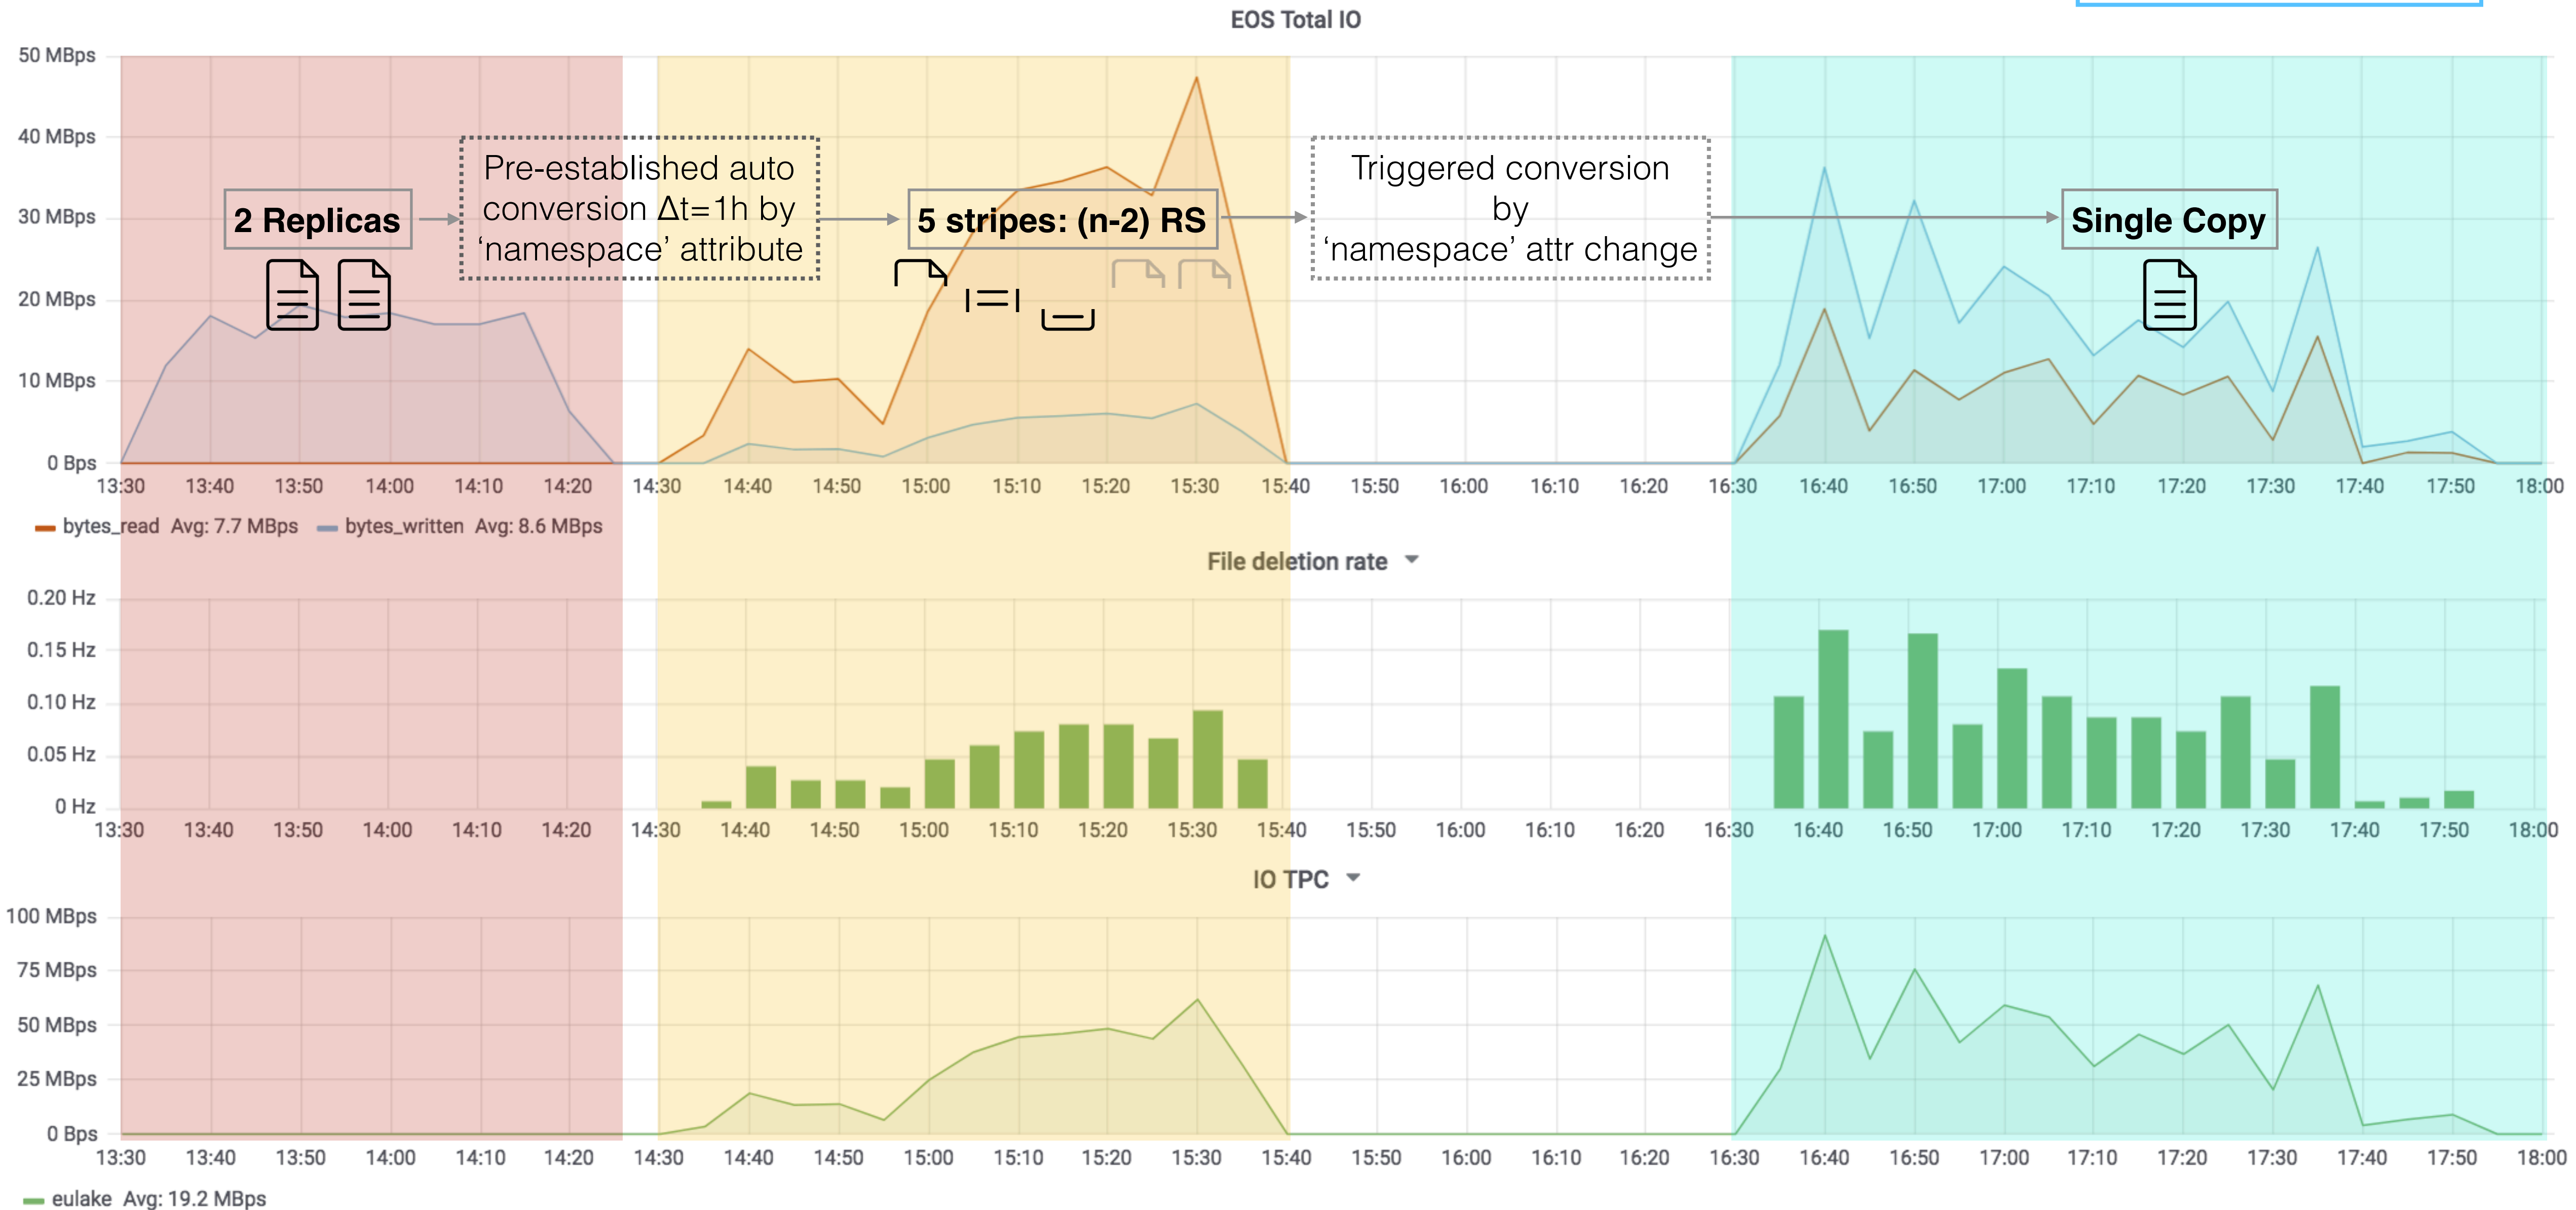 EOS Total IO
50 MBps
40 MBps
30 MBps
20 MBps
10 MBps
0 Bps
2 Replicas
Pre-established auto
conversion Δt=1h by
‘namespace’ attribute
5 stripes: (n-2) RS
Triggered conversion
by
‘namespace’ attr change
Single Copy
13:30 13:40 13:50 14:00 14:10 14:20 14:30 14:40 14:50 15:00 15:10 15:20 15:30 15:40 15:50 16:00 16:10 16:20 16:30 16:40 16:50 17:00 17:10 17:20 17:30 17:40 17:50 18:00
bytes_read Avg: 7.7 MBps bytes_written Avg: 8.6 MBps
File deletion rate
0.20 Hz
0.15 Hz
0.10 Hz
0.05 Hz
0 Hz
13:30 13:40 13:50 14:00 14:10 14:20 14:30 14:40 14:50 15:00 15:10 15:20 15:30 15:40 15:50 16:00 16:10 16:20 16:30 16:40 16:50 17:00 17:10 17:20 17:30 17:40 17:50 18:00
IO TPC
100 MBps
75 MBps
50 MBps
25 MBps
0 Bps
13:30 13:40 13:50 14:00 14:10 14:20 14:30 14:40 14:50 15:00 15:10 15:20 15:30 15:40 15:50 16:00 16:10 16:20 16:30 16:40 16:50 17:00 17:10 17:20 17:30 17:40 17:50 18:00
eulake Avg: 19.2 MBps